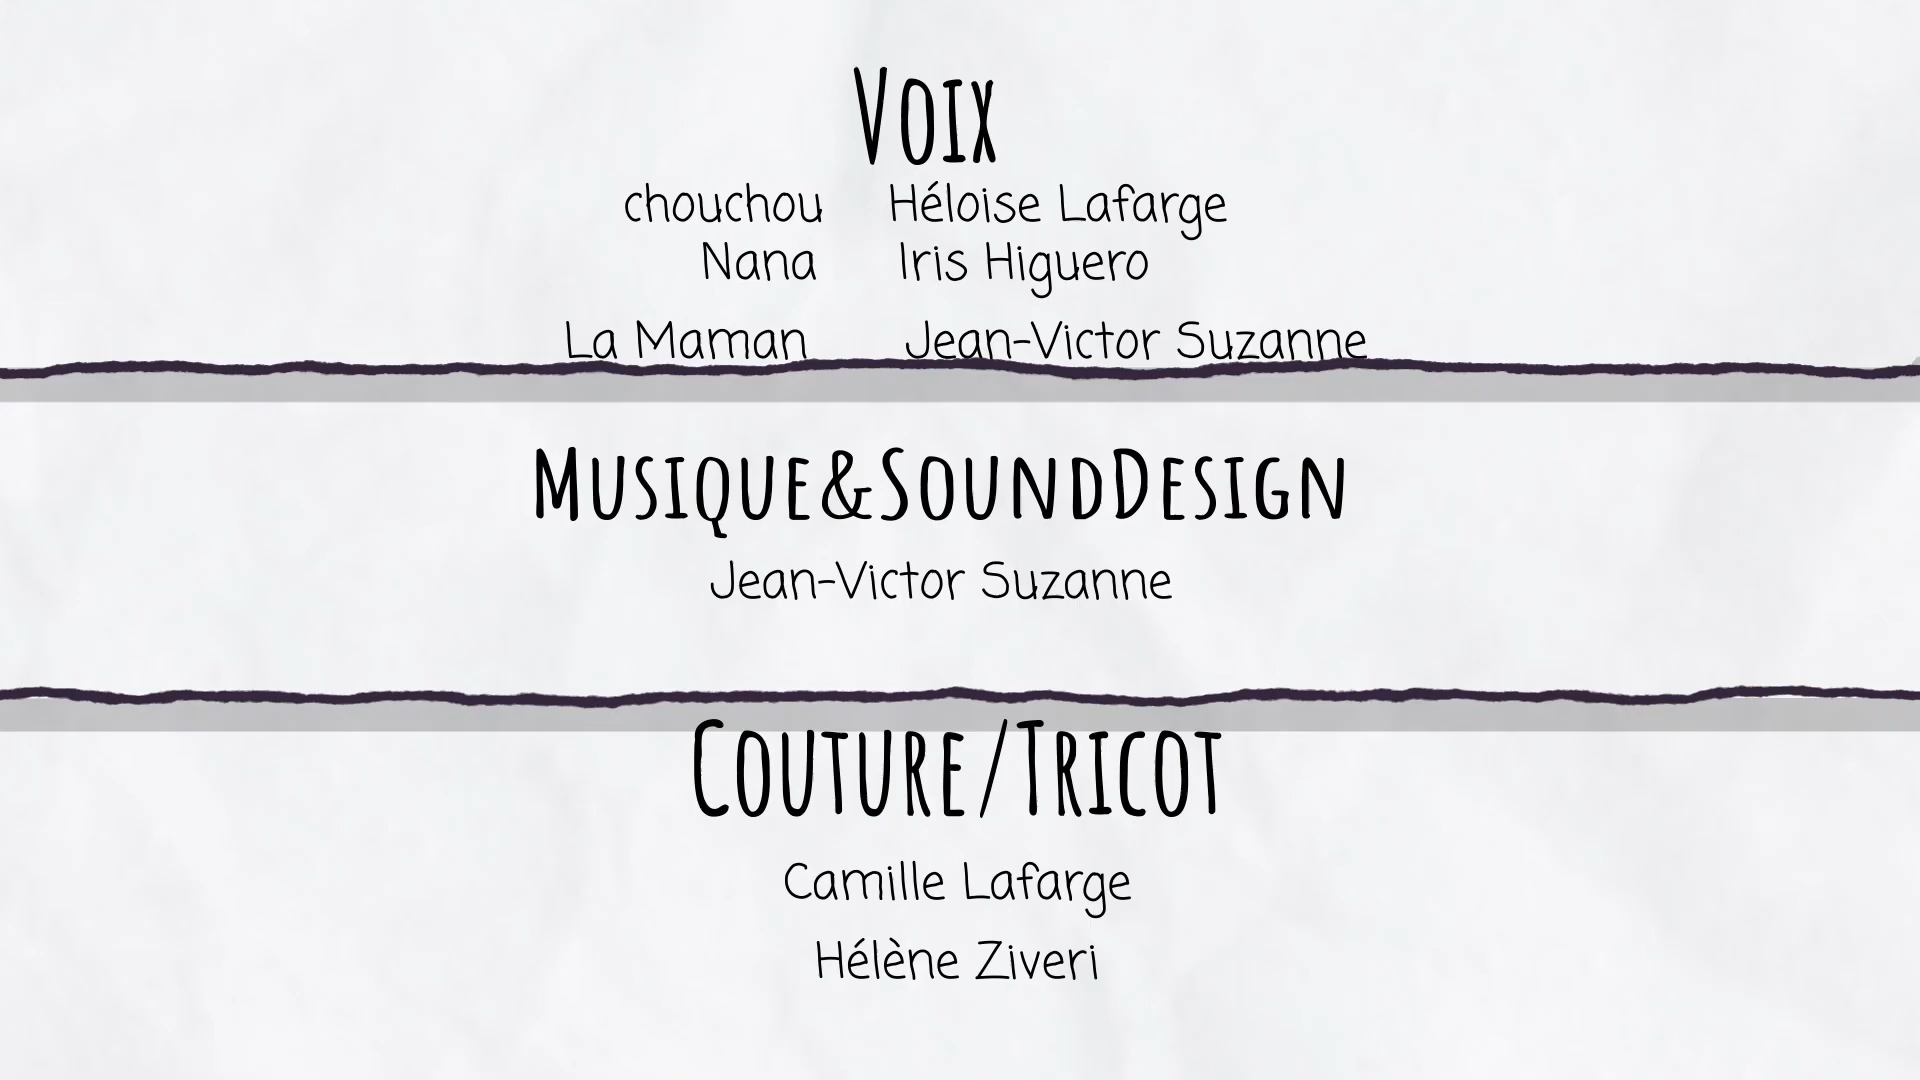 Voix
chouchou Héloise Lafarge
Nana Iris Higuero
La Maman Jean-Victor Suzanne
Musique&SoundDesign
Jean-Victor Suzanne
Couture/Tricot
Camille Lafarge
Hélène Ziveri